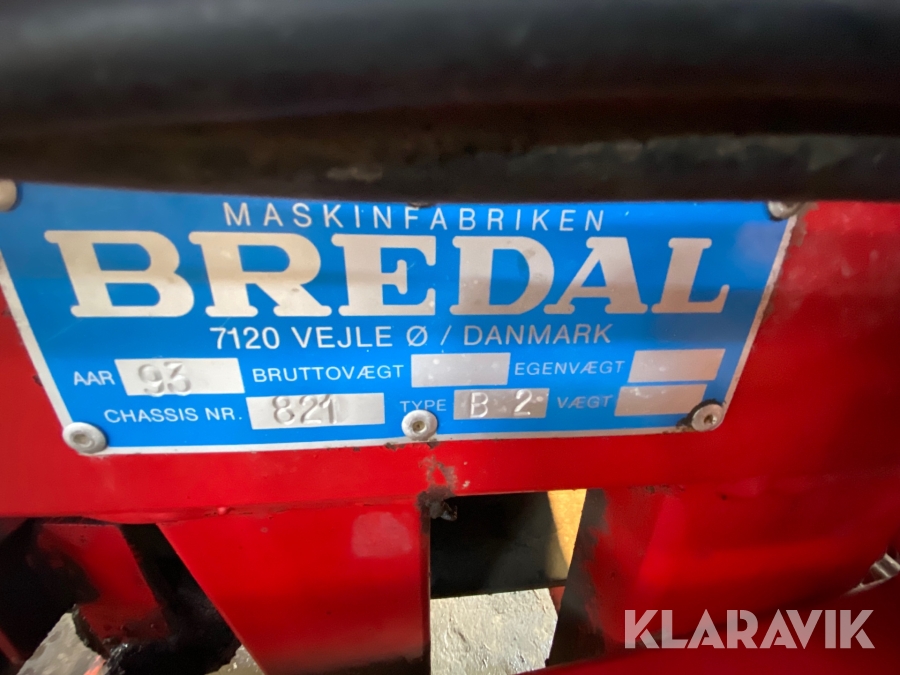 MASKINFABRIKEN
BREDAL
7120 VEJLE Ø / DANMARK
AAR 93 BRUTTOVÆGT EGENVÆGT
CHASSIS NR. 821 TYPE B 2 VÆGT
KLARAVIK